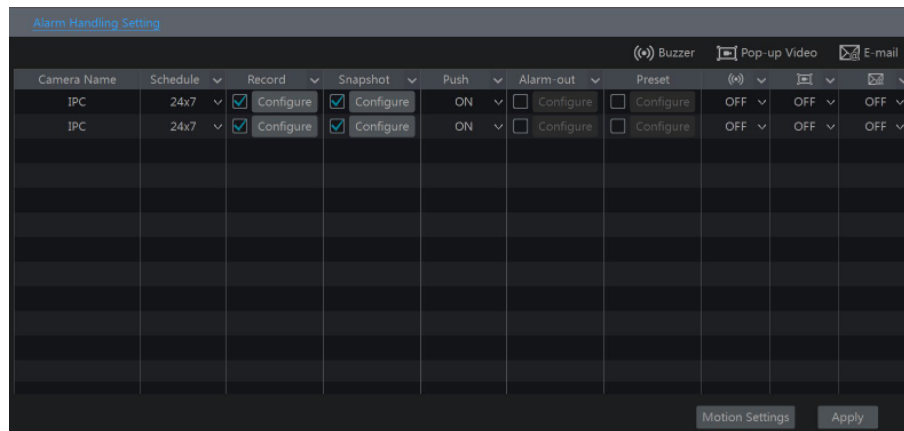 Alarm Handling Setting
Buzzer Pop-up Video E-mail
Camera Name Schedule Record Snapshot Push Alarm-out Preset
IPC 24x7 Configure Configure ON Configure Configure OFF OFF OFF
IPC 24x7 Configure Configure ON Configure Configure OFF OFF OFF
Motion Settings Apply